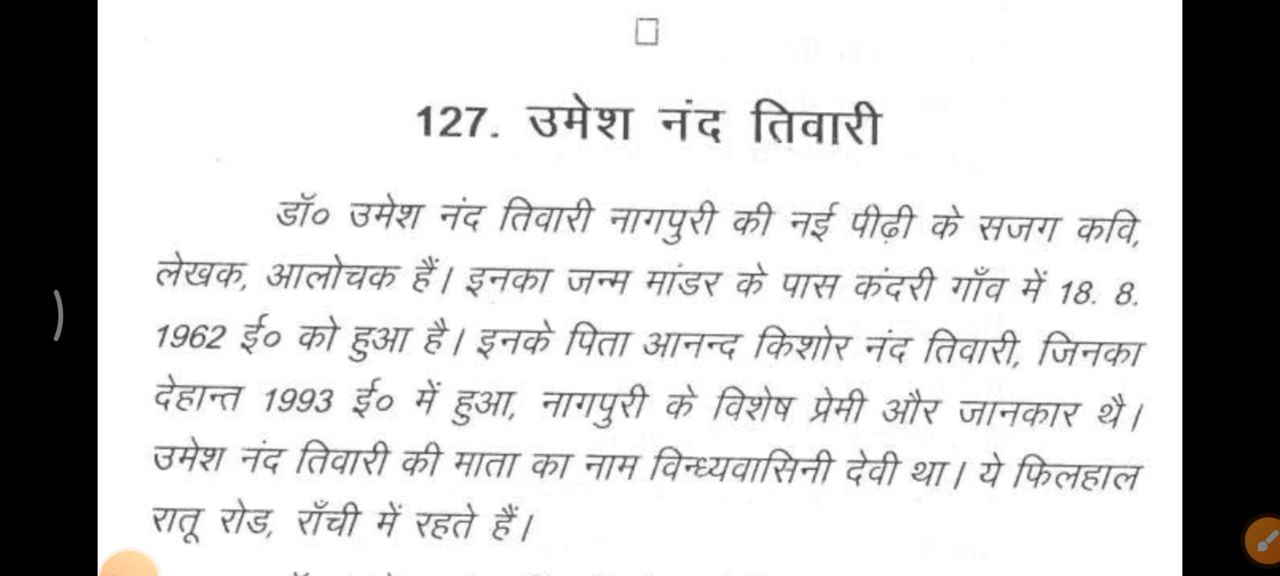 127. उमेश नंद तिवारी
डॉ० उमेश नंद तिवारी नागपुरी की नई पीढ़ी के सजग कवि,
लेखक, आलोचक हैं। इनका जन्म मांडर के पास कंदरी गाँव में 18. 8.
1962 ई० को हुआ है। इनके पिता आनन्द किशोर नंद तिवारी, जिनका
देहान्त 1993 ई० में हुआ, नागपुरी के विशेष प्रेमी और जानकार थै।
उमेश नंद तिवारी की माता का नाम विन्ध्यवासिनी देवी था। ये फिलहाल
रातू रोड, राँची में रहते हैं।